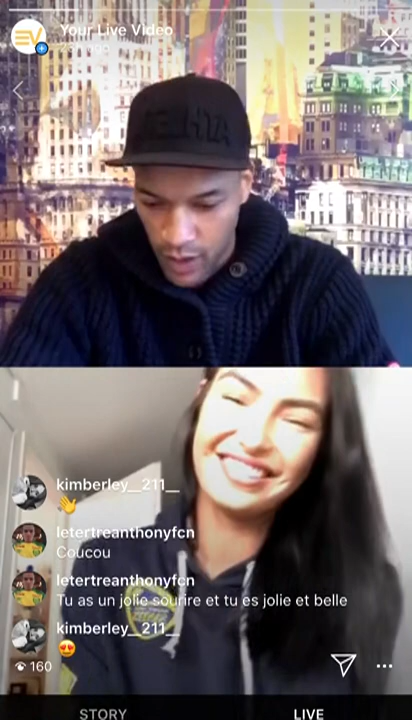 EV
Your Live Video
kimberley__211__
👋
letertreanthonyfcn
Coucou
letertreanthonyfcn
Tu as un jolie sourire et tu es jolie et belle
kimberley__211__
😍
160
STORY
LIVE